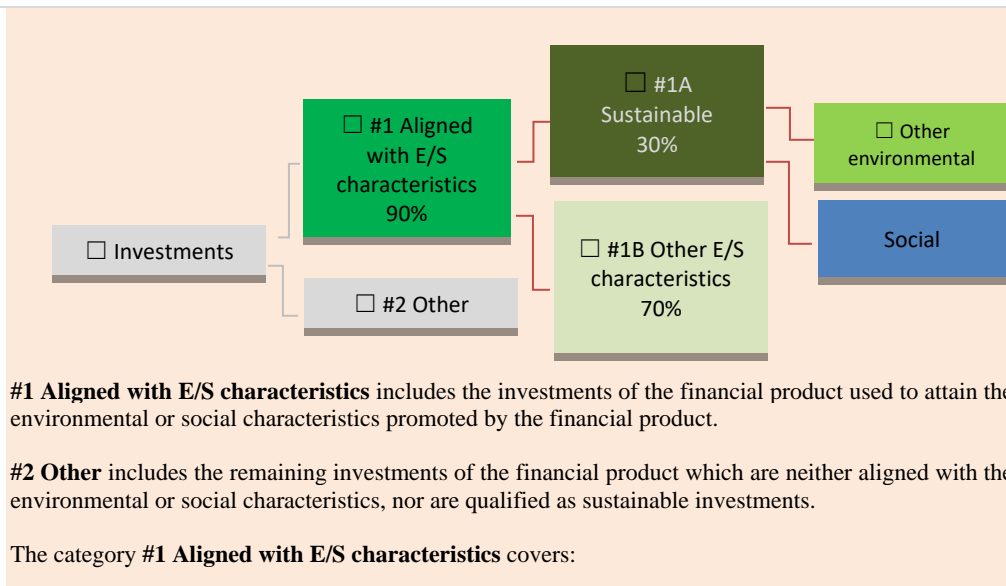 ☐ #1A
Sustainable
30%
☐ #1 Aligned
with E/S
characteristics
90%
☐ Other
environmental
Social
☐ Investments
☐ #1B Other E/S
characteristics
70%
☐ #2 Other
#1 Aligned with E/S characteristics includes the investments of the financial product used to attain the
environmental or social characteristics promoted by the financial product.
#2 Other includes the remaining investments of the financial product which are neither aligned with the
environmental or social characteristics, nor are qualified as sustainable investments.
The category #1 Aligned with E/S characteristics covers: